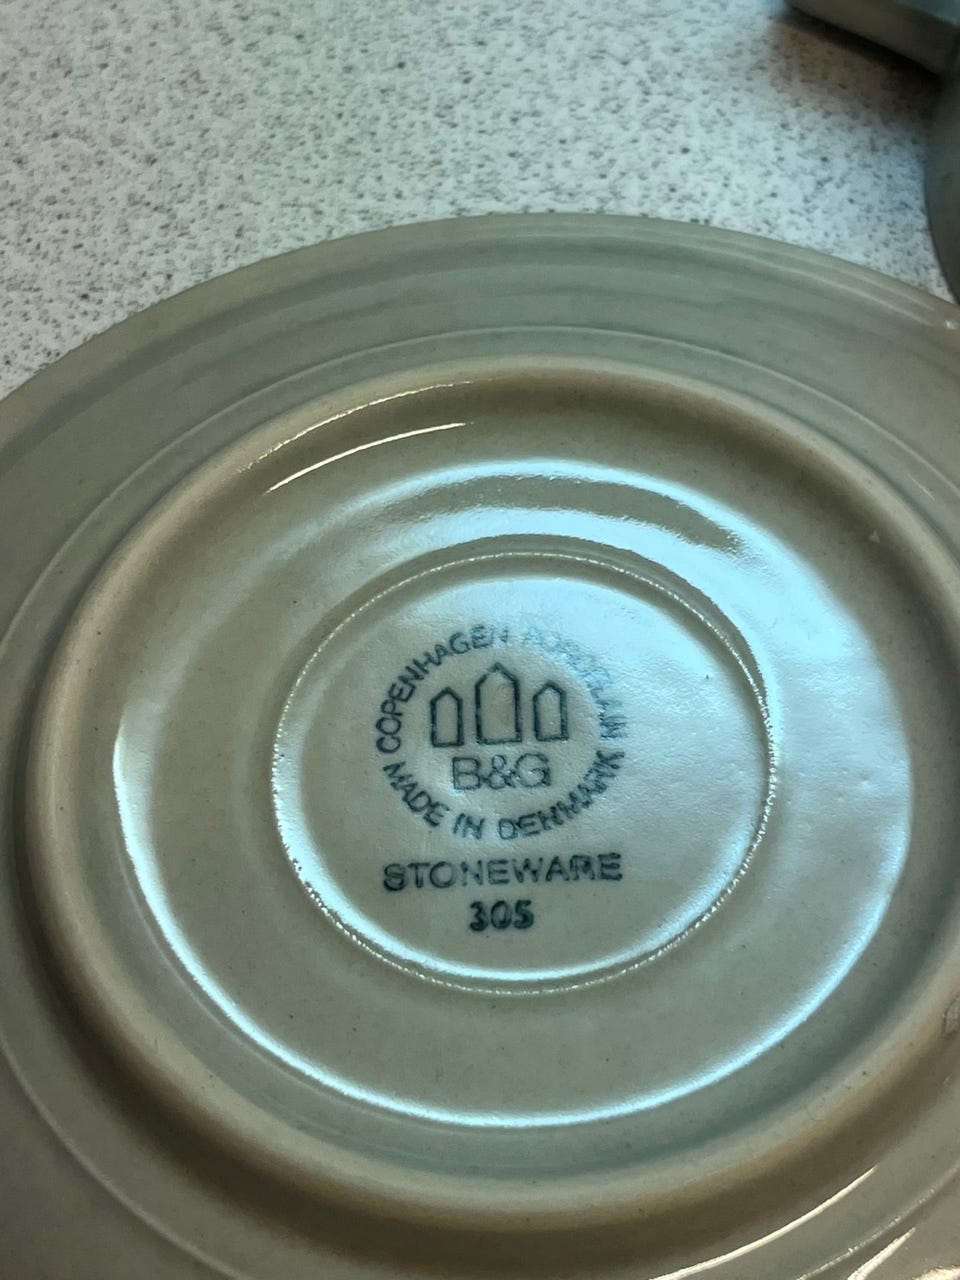 COPENHAGEN PORCELAIN
B&G
MADE IN DENMARK
STONEWARE
305